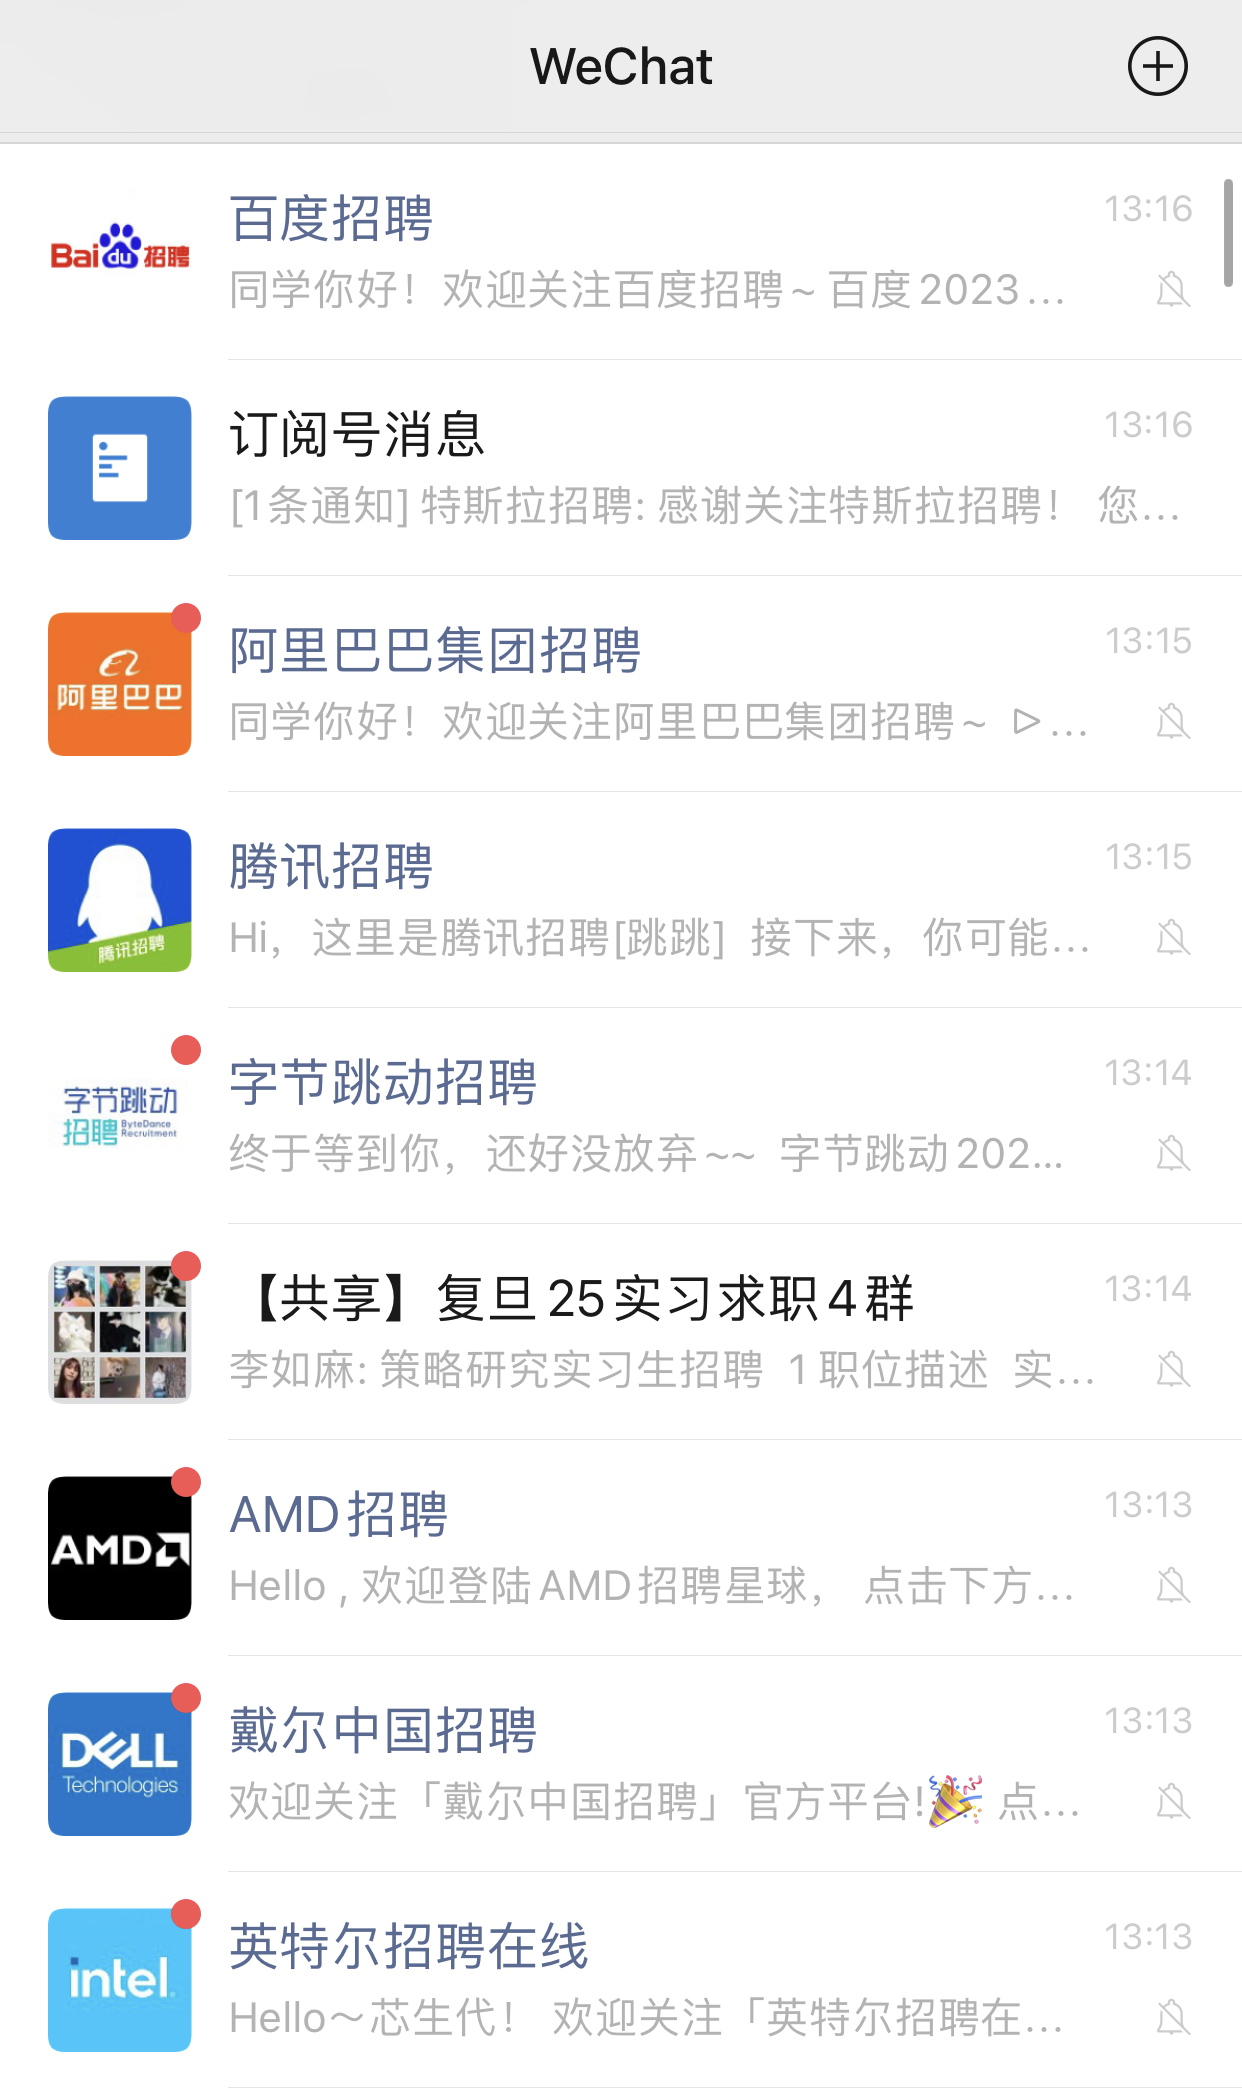 WeChat
Baidu招聘
百度招聘
13:16
同学你好！欢迎关注百度招聘~ 百度2023...
订阅号消息
13:16
[1条通知] 特斯拉招聘: 感谢关注特斯拉招聘！ 您...
阿里巴巴
阿里巴巴集团招聘
13:15
同学你好！欢迎关注阿里巴巴集团招聘~ ▷...
腾讯招聘
腾讯招聘
13:15
Hi，这里是腾讯招聘[跳跳] 接下来，你可能...
字节跳动
招聘 ByteDance Recruitment
字节跳动招聘
13:14
终于等到你，还好没放弃~~ 字节跳动202...
【共享】复旦25实习求职4群
13:14
李如麻: 策略研究实习生招聘 1职位描述 实...
AMD
AMD招聘
13:13
Hello , 欢迎登陆AMD招聘星球， 点击下方...
DELL
Technologies
戴尔中国招聘
13:13
欢迎关注「戴尔中国招聘」官方平台!🎉 点...
intel.
英特尔招聘在线
13:13
Hello～芯生代！ 欢迎关注「英特尔招聘在...